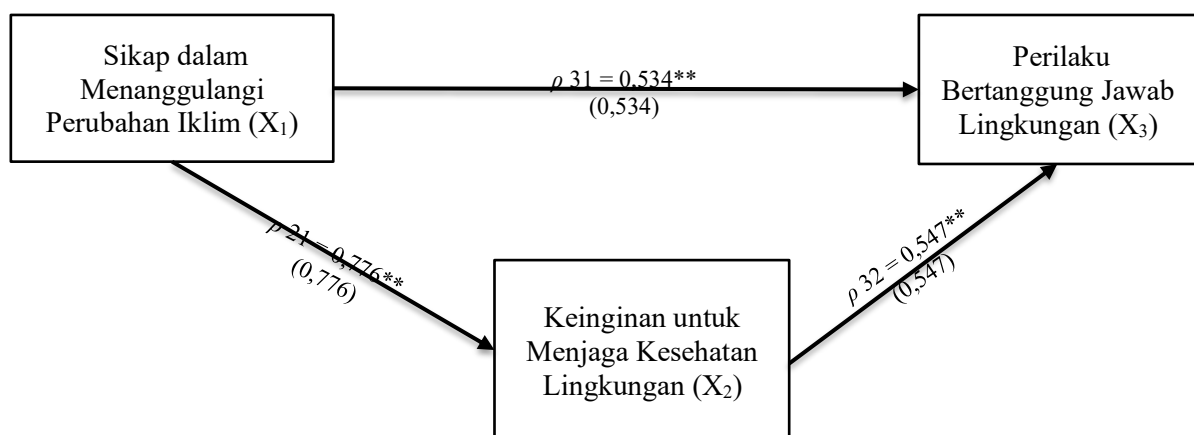 Sikap dalam
Menanggulangi
Perubahan Iklim (X₁)
ρ 31 = 0,534**
(0,534)
Perilaku
Bertanggung Jawab
Lingkungan (X₃)
ρ 21 = 0,776**
(0,776)
ρ 32 = 0,547**
(0,547)
Keinginan untuk
Menjaga Kesehatan
Lingkungan (X₂)